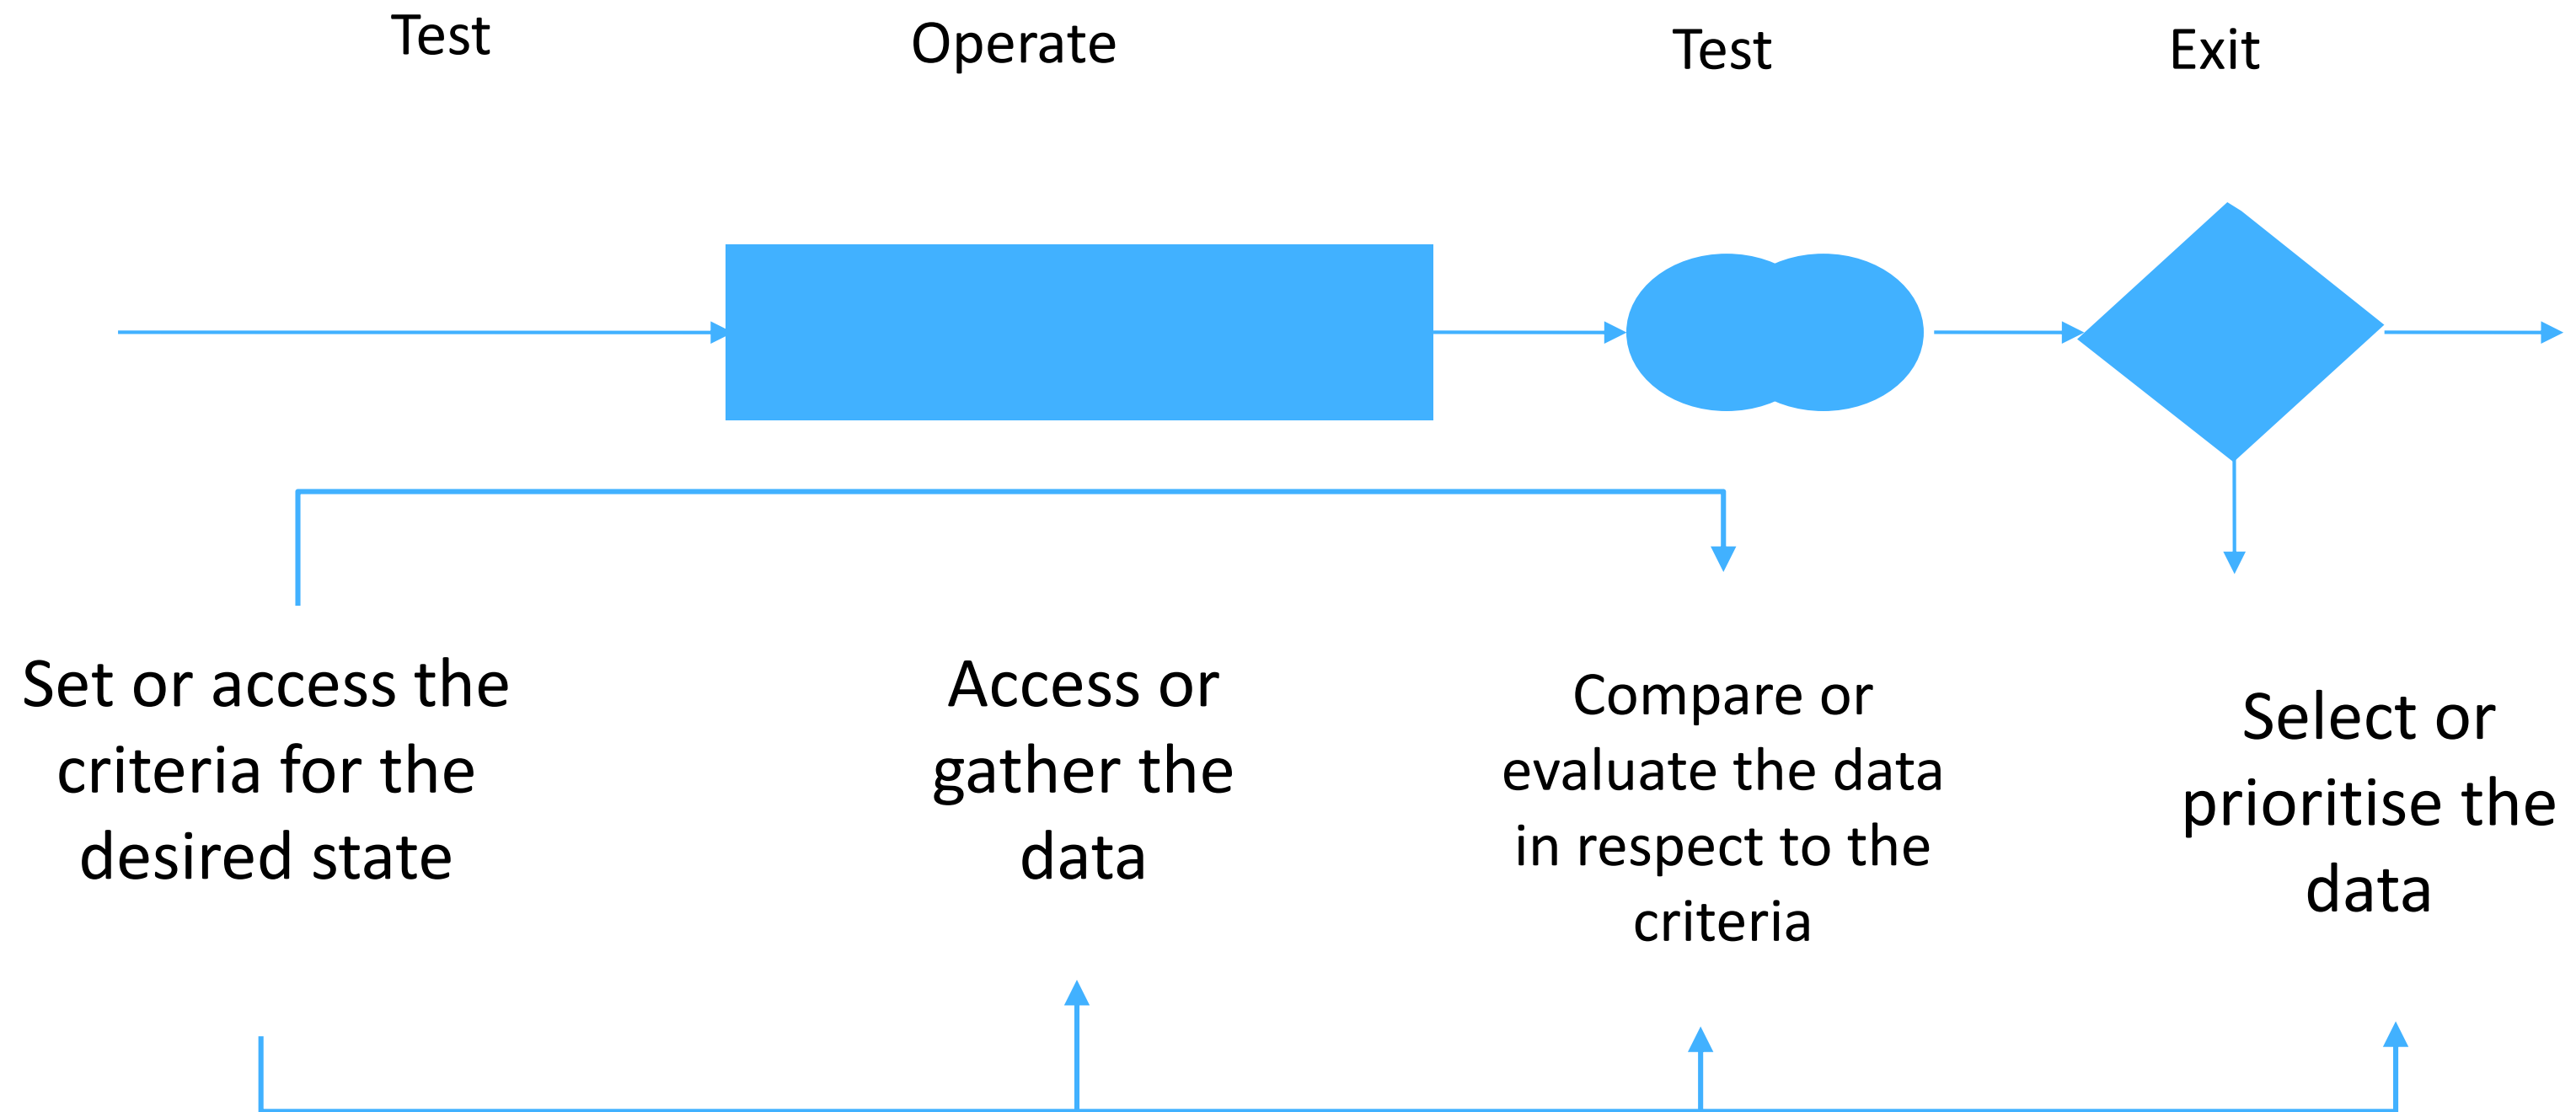 Test
Operate
Test
Exit
Set or access the
criteria for the
desired state
Access or
gather the
data
Compare or
evaluate the data
in respect to the
criteria
Select or
prioritise the
data